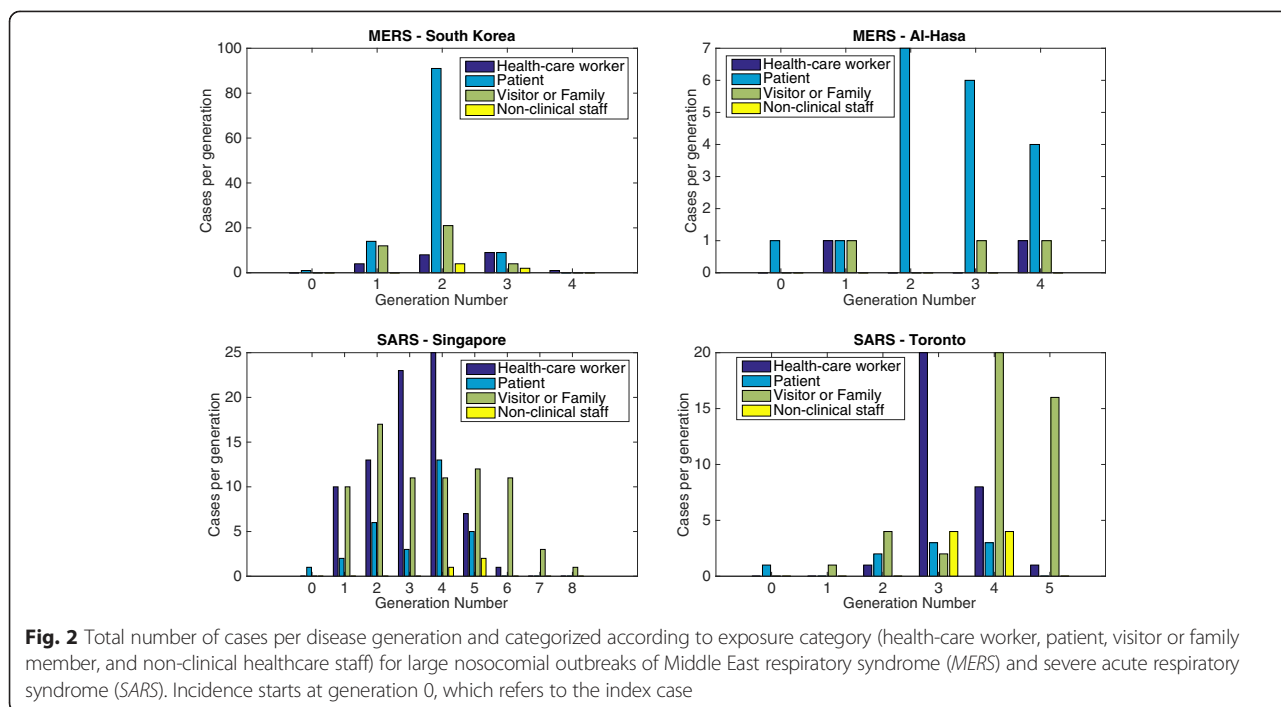 MERS - South Korea
100
80
60
40
20
0
Cases per generation
Health-care worker
Patient
Visitor or Family
Non-clinical staff
0 1 2 3 4
Generation Number
MERS - Al-Hasa
7
6
5
4
3
2
1
0
Cases per generation
Health-care worker
Patient
Visitor or Family
Non-clinical staff
0 1 2 3 4
Generation Number
SARS - Singapore
25
20
15
10
5
0
Cases per generation
Health-care worker
Patient
Visitor or Family
Non-clinical staff
0 1 2 3 4 5 6 7 8
Generation Number
SARS - Toronto
20
15
10
5
0
Cases per generation
Health-care worker
Patient
Visitor or Family
Non-clinical staff
0 1 2 3 4 5
Generation Number
Fig. 2 Total number of cases per disease generation and categorized according to exposure category (health-care worker, patient, visitor or family
member, and non-clinical healthcare staff) for large nosocomial outbreaks of Middle East respiratory syndrome (MERS) and severe acute respiratory
syndrome (SARS). Incidence starts at generation 0, which refers to the index case